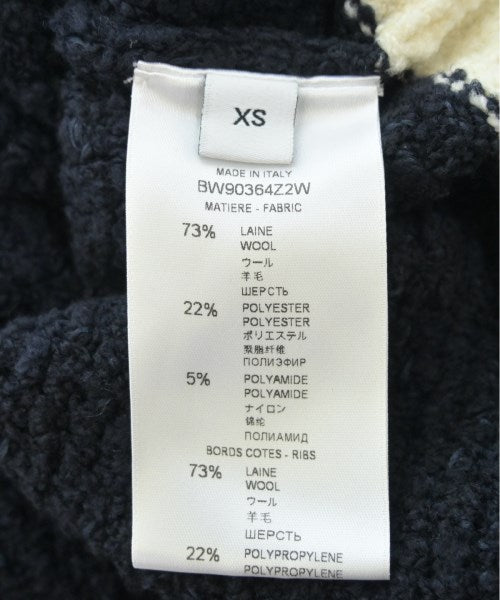 XS
MADE IN ITALY
BW90364Z2W
MATIERE - FABRIC
73% LAINE
WOOL
ウール
羊毛
ШЕРСТЬ
22% POLYESTER
POLYESTER
ポリエステル
聚脂纤维
ПОЛИЭФИР
5% POLYAMIDE
POLYAMIDE
ナイロン
锦纶
ПОЛИАМИД
BORDS COTES - RIBS
73% LAINE
WOOL
ウール
羊毛
ШЕРСТЬ
22% POLYPROPYLENE
POLYPROPYLENE